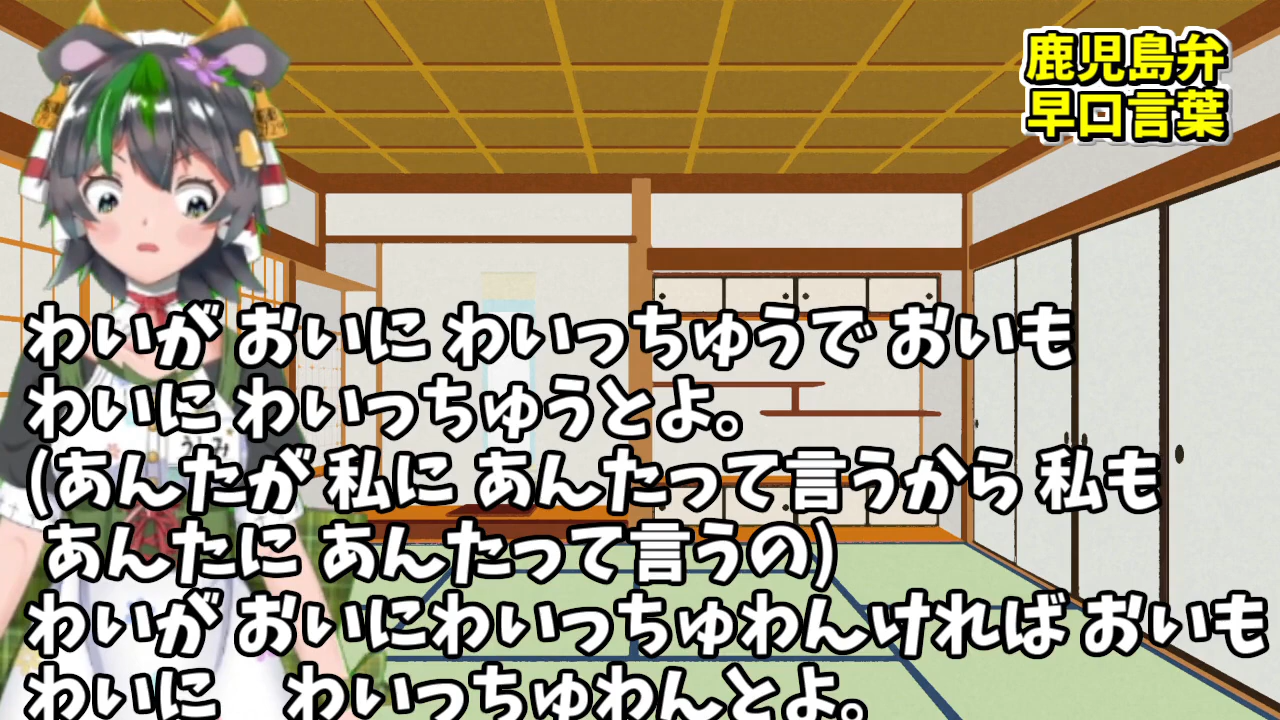 鹿児島弁
早口言葉
わいが おいに わいっちゅうで おいも
わいに わいっちゅうとよ。
(あんたが 私に あんたって言うから 私も
あんたに あんたって言うの)
わいが おいにわいっちゅわんければ おいも
わいに　わいっちゅわんとよ。